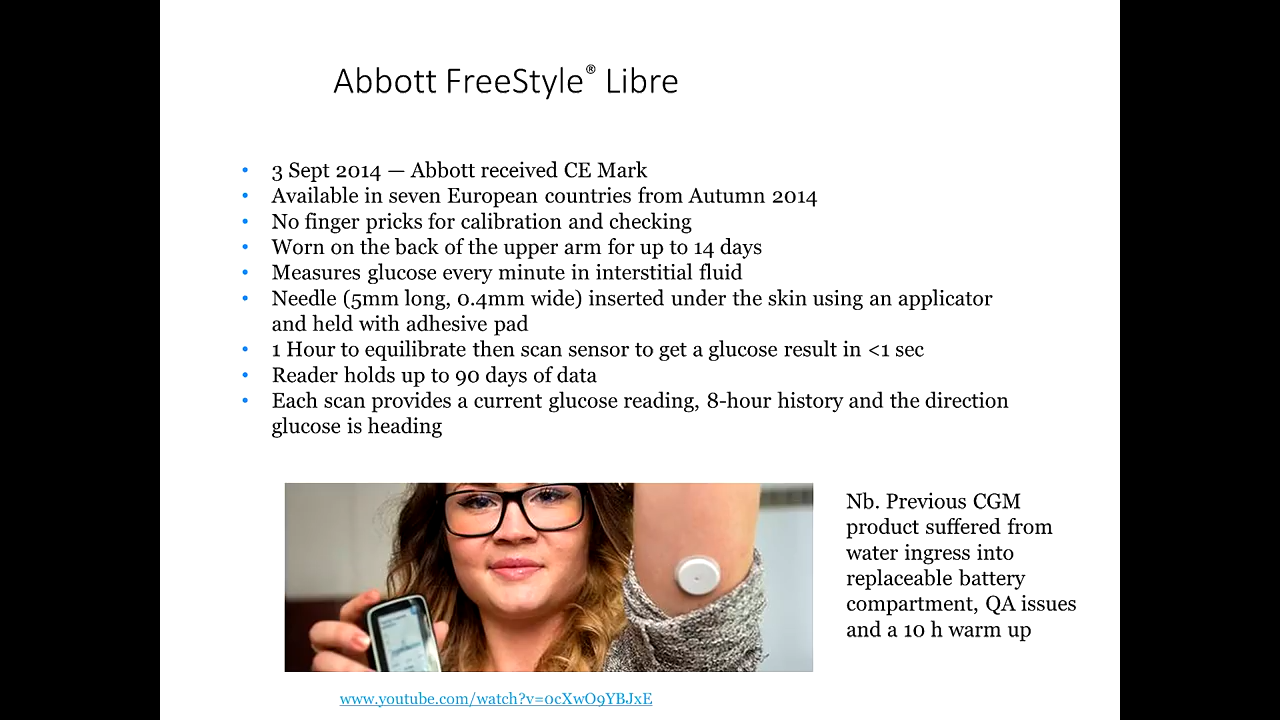 Abbott FreeStyle® Libre
• 3 Sept 2014 — Abbott received CE Mark
• Available in seven European countries from Autumn 2014
• No finger pricks for calibration and checking
• Worn on the back of the upper arm for up to 14 days
• Measures glucose every minute in interstitial fluid
• Needle (5mm long, 0.4mm wide) inserted under the skin using an applicator
and held with adhesive pad
• 1 Hour to equilibrate then scan sensor to get a glucose result in <1 sec
• Reader holds up to 90 days of data
• Each scan provides a current glucose reading, 8-hour history and the direction
glucose is heading
Nb. Previous CGM
product suffered from
water ingress into
replaceable battery
compartment, QA issues
and a 10 h warm up
www.youtube.com/watch?v=0cXwO9YBJxE